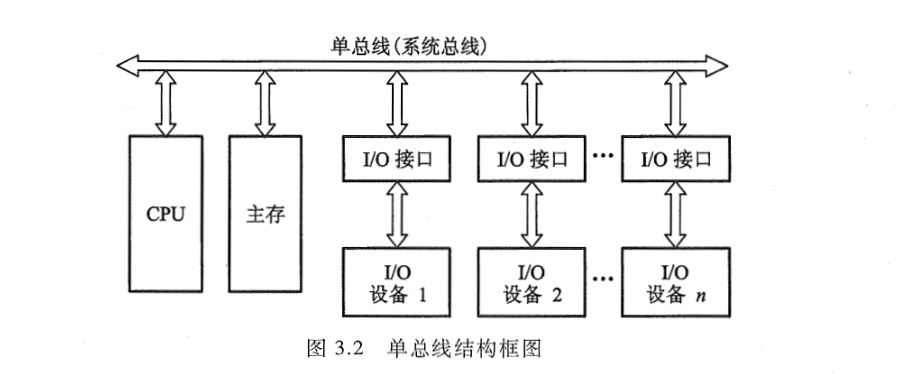 单总线(系统总线)
CPU
主存
I/O 接口
I/O 接口
···
I/O 接口
I/O
设备 1
I/O
设备 2
···
I/O
设备 n
图 3.2 单总线结构框图